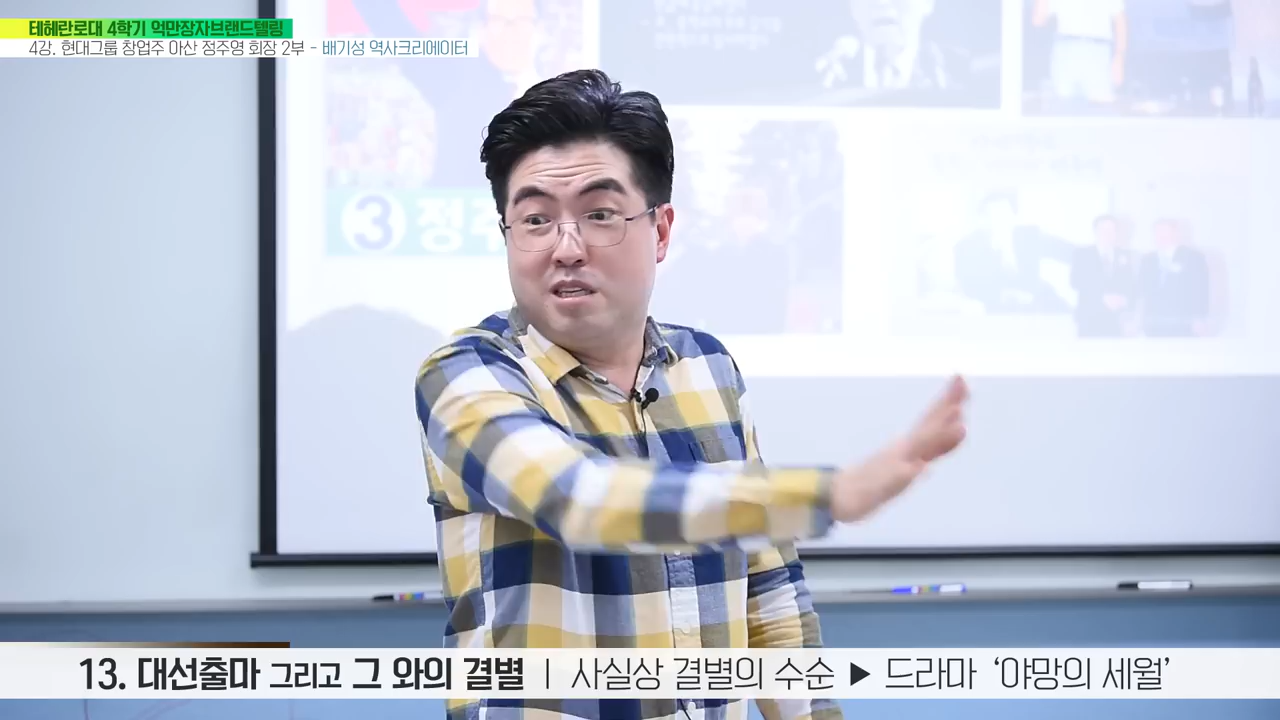 테헤란로대 4학기 억만장자브랜드텔링
4강. 현대그룹 창업주 아산 정주영 회장 2부 - 배기성 역사크리에이터
③ 정주
13. 대선출마 그리고 그 와의 결별 | 사실상 결별의 수순 ▶ 드라마 ‘야망의 세월’